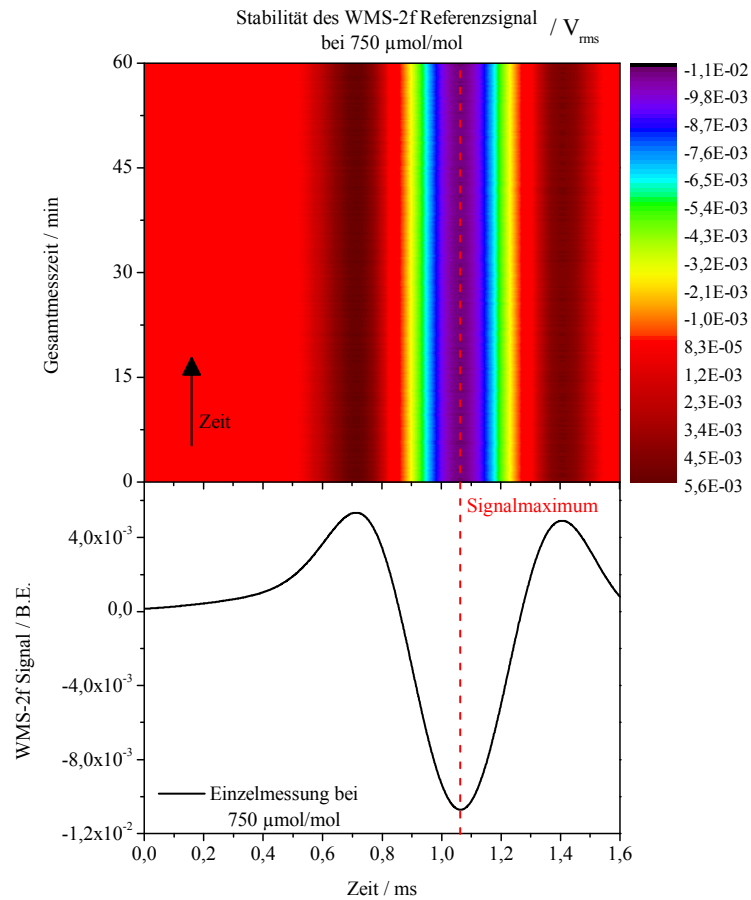 Stabilität des WMS-2f Referenzsignal
bei 750 µmol/mol
/ Vrms
60
45
30
15
0
Gesamtmesszeit / min
Zeit
-1,1E-02
-9,8E-03
-8,7E-03
-7,6E-03
-6,5E-03
-5,4E-03
-4,3E-03
-3,2E-03
-2,1E-03
-1,0E-03
8,3E-05
1,2E-03
2,3E-03
3,4E-03
4,5E-03
5,6E-03
Signalmaximum
4,0x10⁻³
0,0
-4,0x10⁻³
-8,0x10⁻³
-1,2x10⁻²
WMS-2f Signal / B.E.
Einzelmessung bei
750 µmol/mol
0,0 0,2 0,4 0,6 0,8 1,0 1,2 1,4 1,6
Zeit / ms